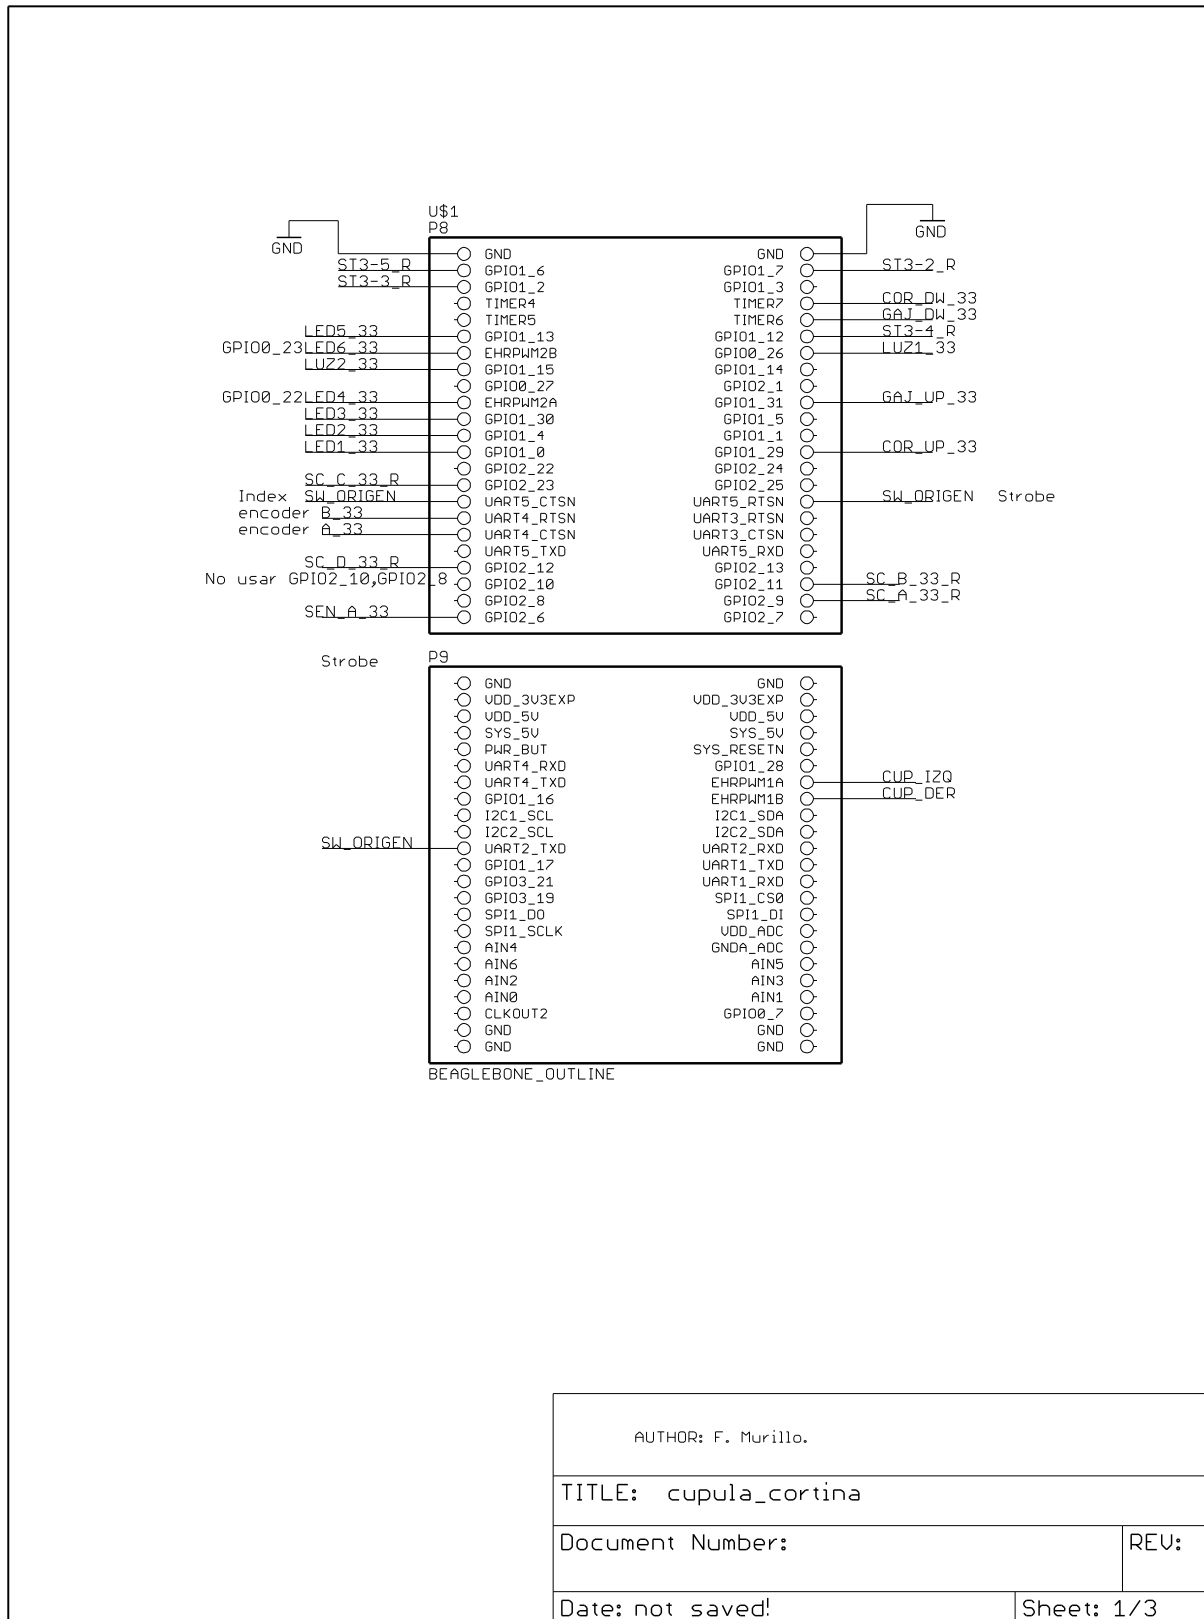 U$1
P8
GND GND
GND GND
ST3-5_R GPIO1_6 GPIO1_7 ST3-2_R
ST3-3_R GPIO1_2 GPIO1_3
TIMER4 TIMER7 COR_DW_33
TIMER5 TIMER6 GAJ_DW_33
LED5_33 GPIO1_13 GPIO1_12 ST3-4_R
GPIO0_23LED6_33 EHRPWM2B GPIO0_26 LUZ1_33
LUZ2_33 GPIO1_15 GPIO1_14
GPIO0_27 GPIO2_1
GPIO0_22LED4_33 EHRPWM2A GPIO1_31 GAJ_UP_33
LED3_33 GPIO1_30 GPIO1_5
LED2_33 GPIO1_4 GPIO1_1
LED1_33 GPIO1_0 GPIO1_29 COR_UP_33
GPIO2_22 GPIO2_24
SC_C_33_R GPIO2_23 GPIO2_25
Index SW_ORIGEN UART5_CTSN UART5_RTSN SW_ORIGEN Strobe
encoder B_33 UART4_RTSN UART3_RTSN
encoder A_33 UART4_CTSN UART3_CTSN
UART5_TXD UART5_RXD
SC_D_33_R GPIO2_12 GPIO2_13
No usar GPIO2_10,GPIO2_8 GPIO2_10 GPIO2_11 SC_B_33_R
GPIO2_8 GPIO2_9 SC_A_33_R
SEN_A_33 GPIO2_6 GPIO2_7
Strobe P9
GND GND
VDD_3V3EXP VDD_3V3EXP
VDD_5V VDD_5V
SYS_5V SYS_5V
PWR_BUT SYS_RESETN
UART4_RXD GPIO1_28
UART4_TXD EHRPWM1A CUP_IZQ
GPIO1_16 EHRPWM1B CUP_DER
I2C1_SCL I2C1_SDA
I2C2_SCL I2C2_SDA
SW_ORIGEN UART2_TXD UART2_RXD
GPIO1_17 UART1_TXD
GPIO3_21 UART1_RXD
GPIO3_19 SPI1_CS0
SPI1_DO SPI1_DI
SPI1_SCLK VDD_ADC
AIN4 GNDA_ADC
AIN6 AIN5
AIN2 AIN3
AIN0 AIN1
CLKOUT2 GPIO0_7
GND GND
GND GND
BEAGLEBONE_OUTLINE
AUTHOR: F. Murillo.
TITLE: cupula_cortina
Document Number: REV:
Date: not saved! Sheet: 1/3